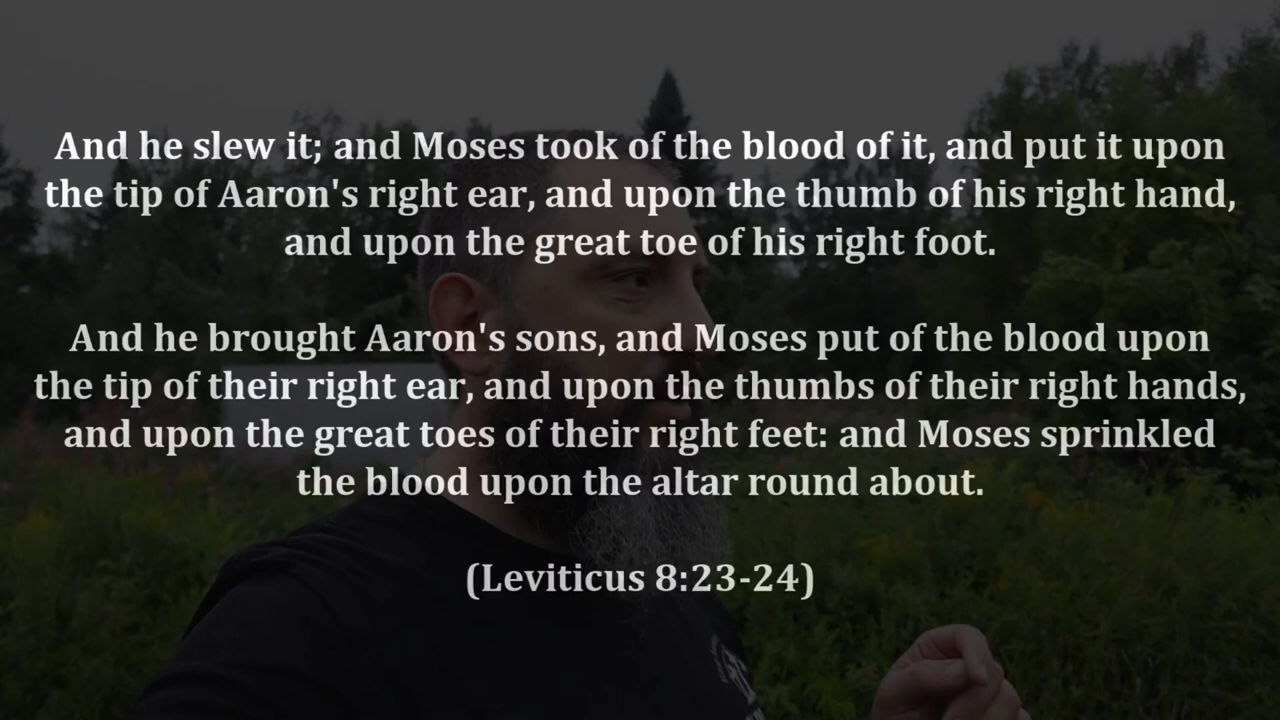 And he slew it; and Moses took of the blood of it, and put it upon
the tip of Aaron's right ear, and upon the thumb of his right hand,
and upon the great toe of his right foot.
And he brought Aaron's sons, and Moses put of the blood upon
the tip of their right ear, and upon the thumbs of their right hands,
and upon the great toes of their right feet: and Moses sprinkled
the blood upon the altar round about.
(Leviticus 8:23-24)